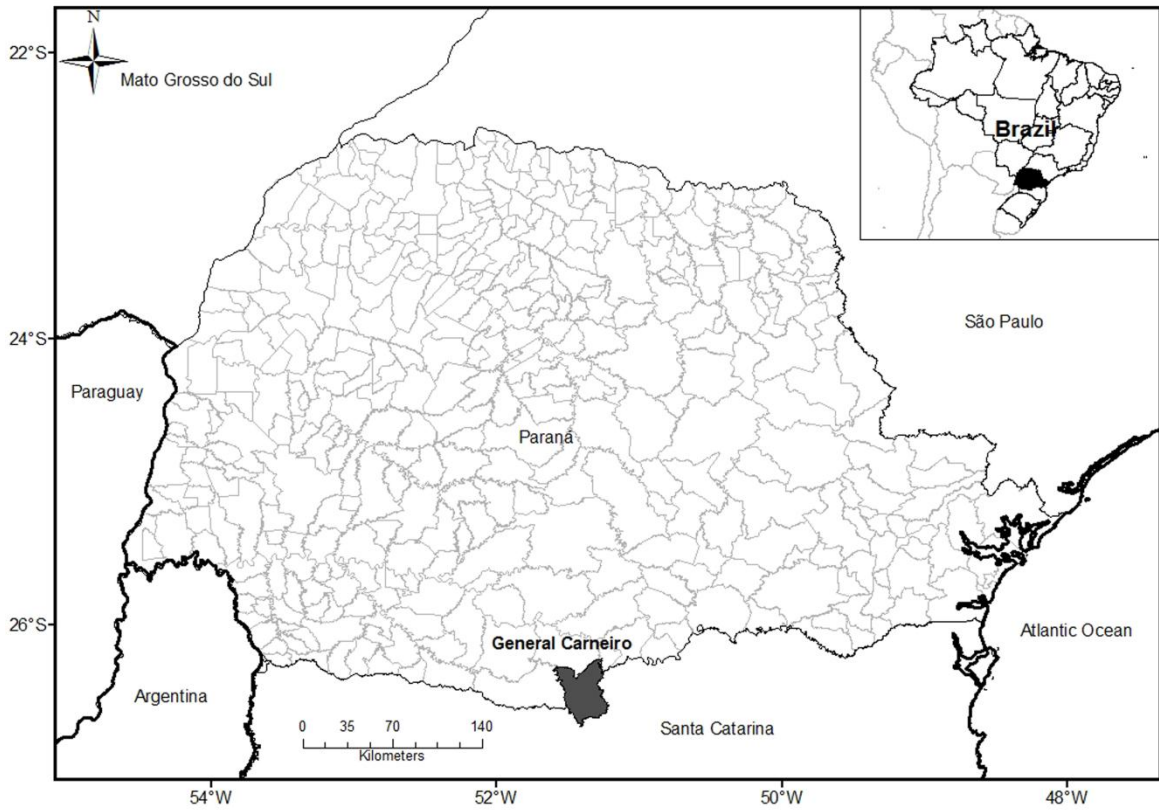 N
22°S
Mato Grosso do Sul
Brazil
São Paulo
24°S
Paraguay
Paraná
26°S
General Carneiro
Atlantic Ocean
Argentina
Santa Catarina
0 35 70 140
Kilometers
54°W 52°W 50°W 48°W